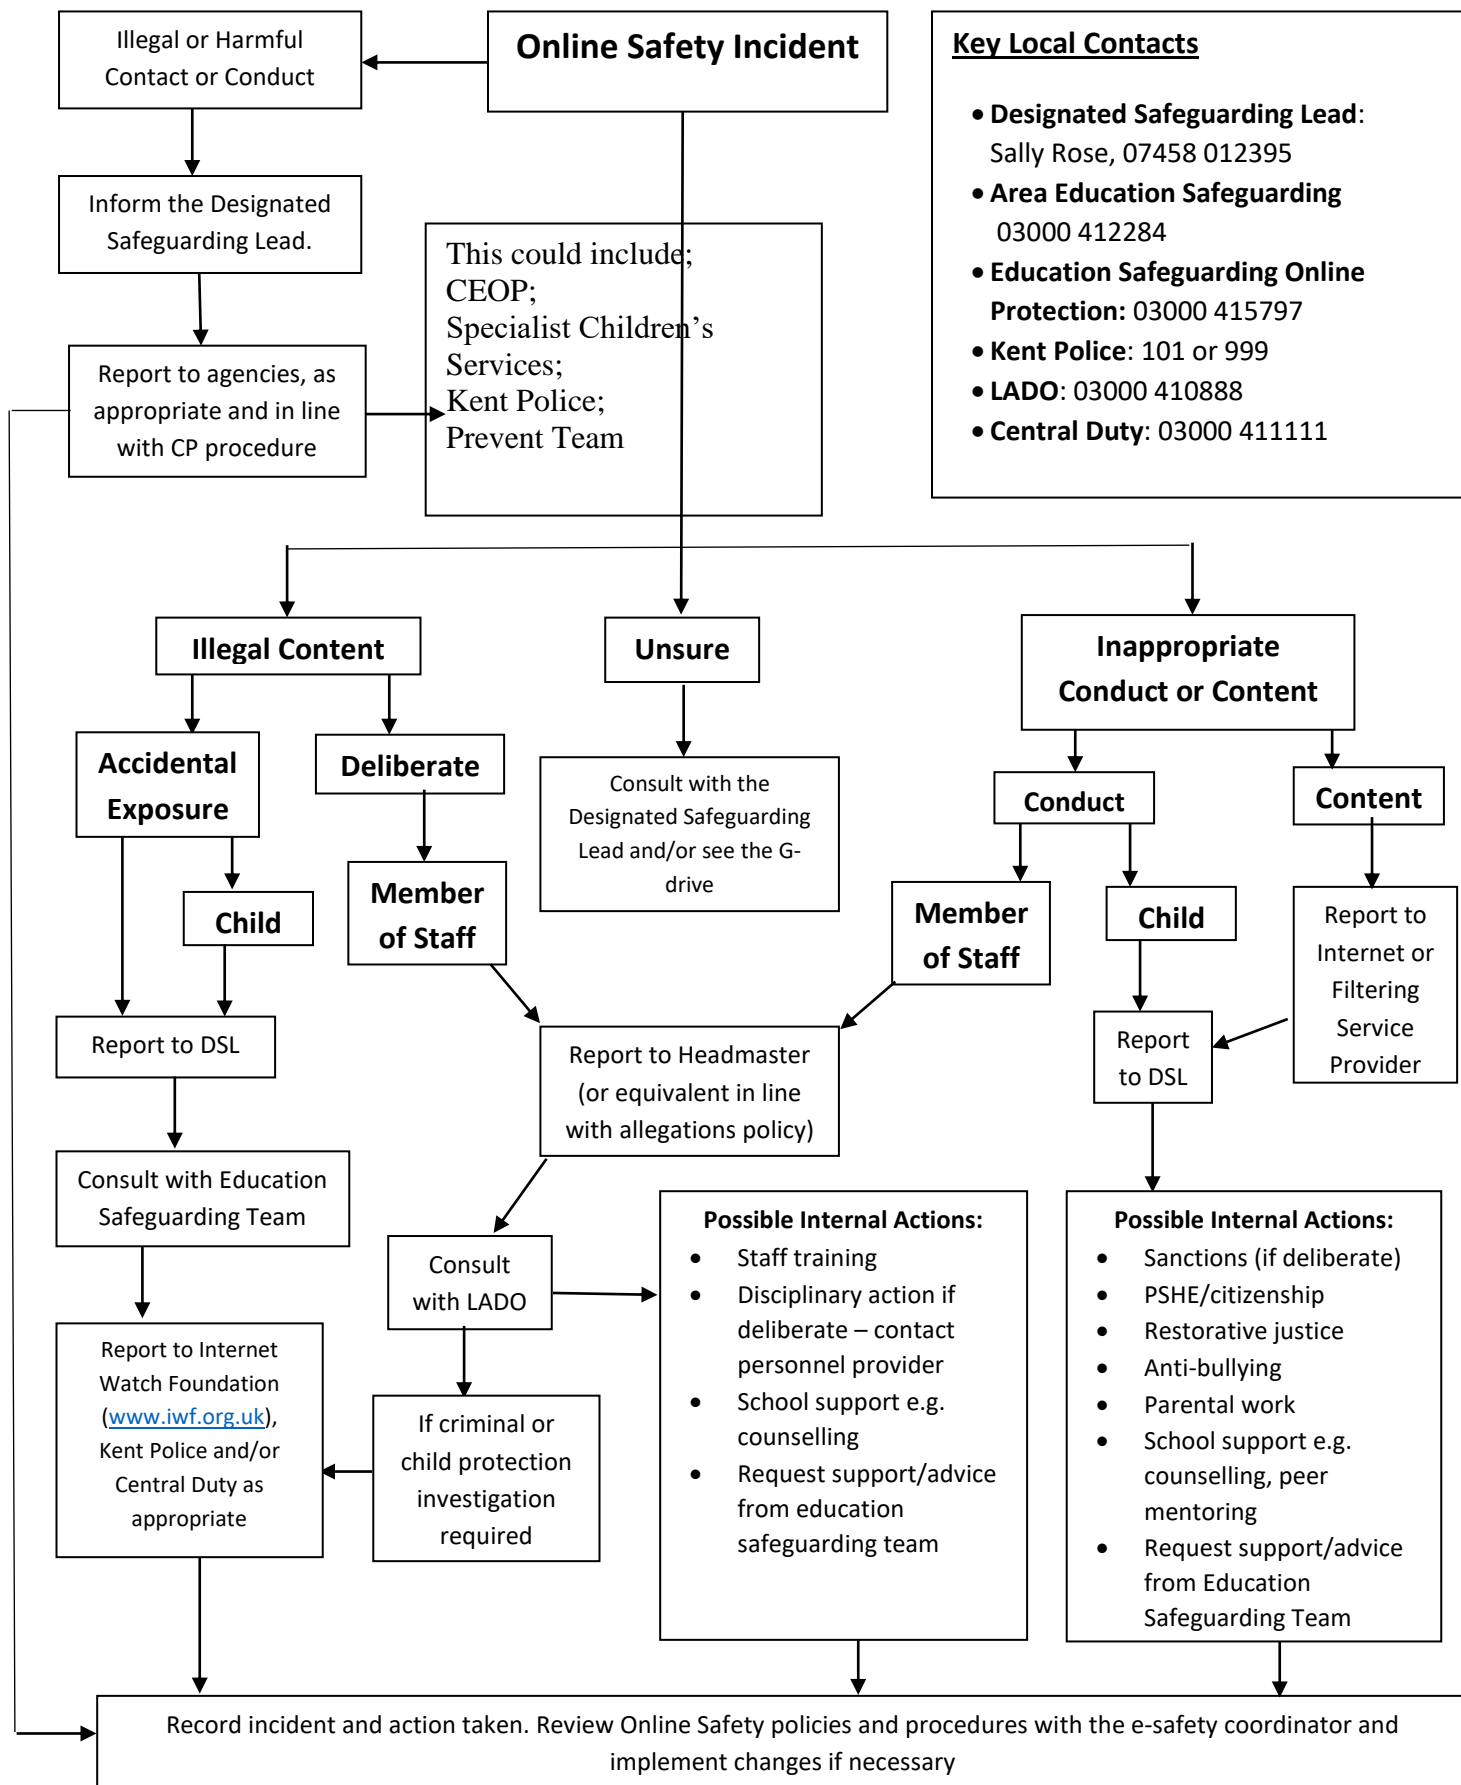 Illegal or Harmful
Contact or Conduct
Online Safety Incident
Key Local Contacts
• Designated Safeguarding Lead:
Sally Rose, 07458 012395
• Area Education Safeguarding
03000 412284
• Education Safeguarding Online
Protection: 03000 415797
• Kent Police: 101 or 999
• LADO: 03000 410888
• Central Duty: 03000 411111
Inform the Designated
Safeguarding Lead.
This could include;
CEOP;
Specialist Children’s
Services;
Kent Police;
Prevent Team
Report to agencies, as
appropriate and in line
with CP procedure
Illegal Content
Unsure
Inappropriate
Conduct or Content
Accidental
Exposure
Deliberate
Consult with the
Designated Safeguarding
Lead and/or see the G-
drive
Conduct
Content
Child
Member
of Staff
Member
of Staff
Child
Report to
Internet or
Filtering
Service
Provider
Report to DSL
Report to Headmaster
(or equivalent in line
with allegations policy)
Report
to DSL
Consult with Education
Safeguarding Team
Consult
with LADO
Possible Internal Actions:
• Staff training
• Disciplinary action if
deliberate – contact
personnel provider
• School support e.g.
counselling
• Request support/advice
from education
safeguarding team
Possible Internal Actions:
• Sanctions (if deliberate)
• PSHE/citizenship
• Restorative justice
• Anti-bullying
• Parental work
• School support e.g.
counselling, peer
mentoring
• Request support/advice
from Education
Safeguarding Team
Report to Internet
Watch Foundation
(www.iwf.org.uk),
Kent Police and/or
Central Duty as
appropriate
If criminal or
child protection
investigation
required
Record incident and action taken. Review Online Safety policies and procedures with the e-safety coordinator and
implement changes if necessary